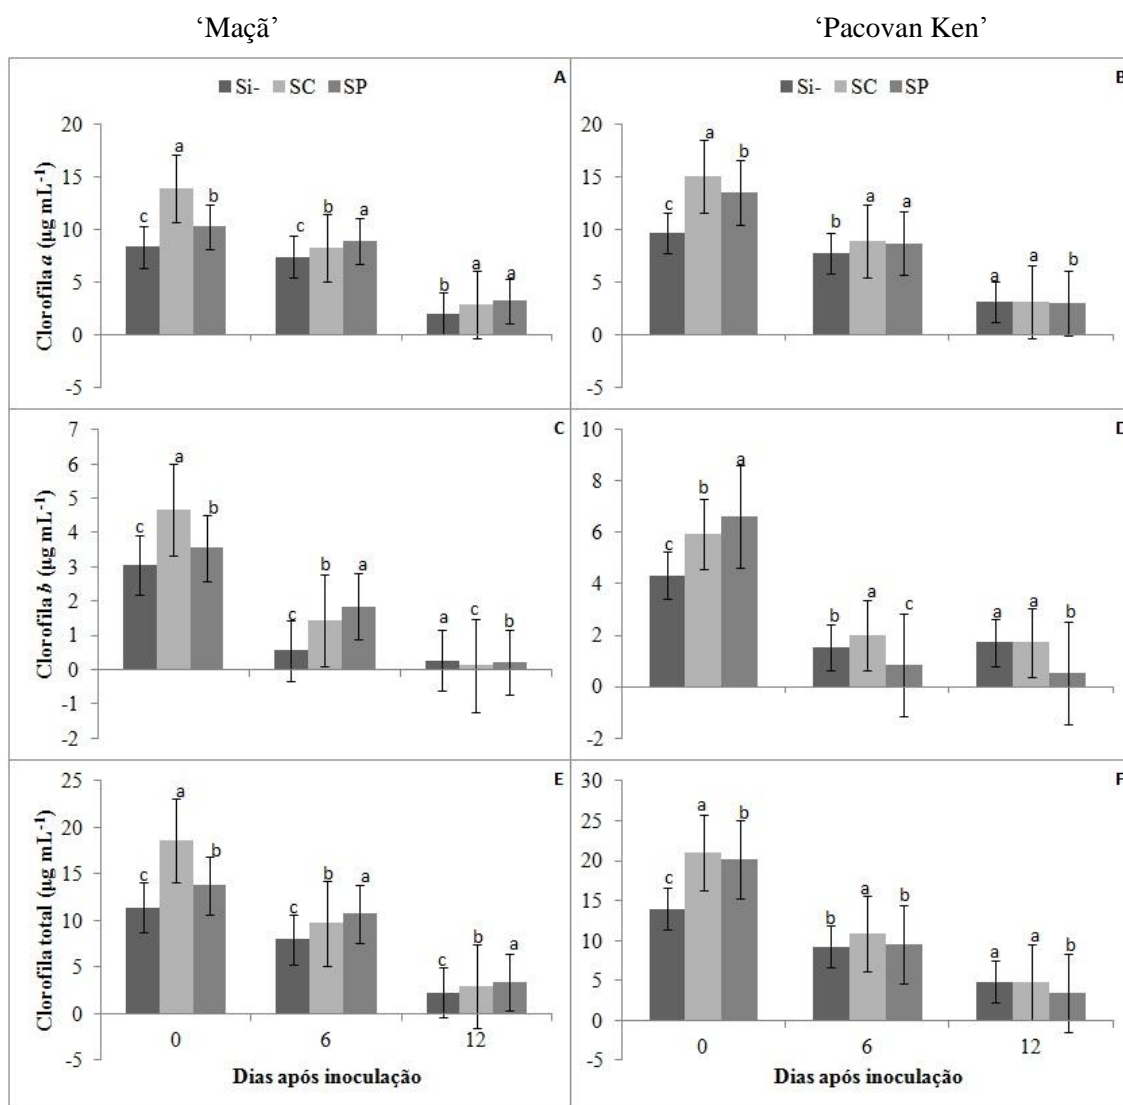 ‘Maçã’ ‘Pacovan Ken’
A
Si- SC SP
Clorofila a (µg mL⁻¹)
20
15
10
5
0
-5
c a b
c b a
b a a
B
Si- SC SP
20
15
10
5
0
-5
c a b
b a a
a a b
C
Clorofila b (µg mL⁻¹)
7
6
5
4
3
2
1
0
-1
-2
c a b
c b a
a c b
D
10
8
6
4
2
0
-2
c b a
b a c
a a b
E
Clorofila total (µg mL⁻¹)
25
20
15
10
5
0
-5
c a b
c b a
c b a
0 6 12
Dias após inoculação
F
30
25
20
15
10
5
0
-5
c a b
b a b
a a b
0 6 12
Dias após inoculação